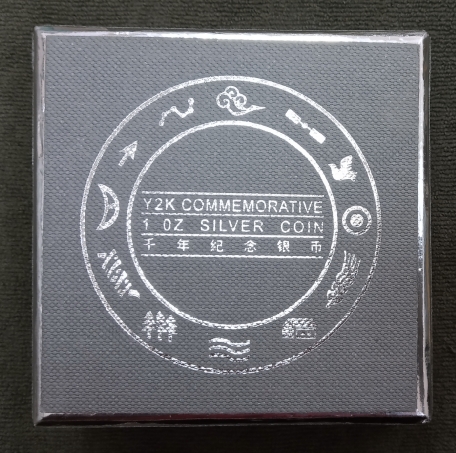 Y2K COMMEMORATIVE
1 OZ SILVER COIN
千年纪念银币